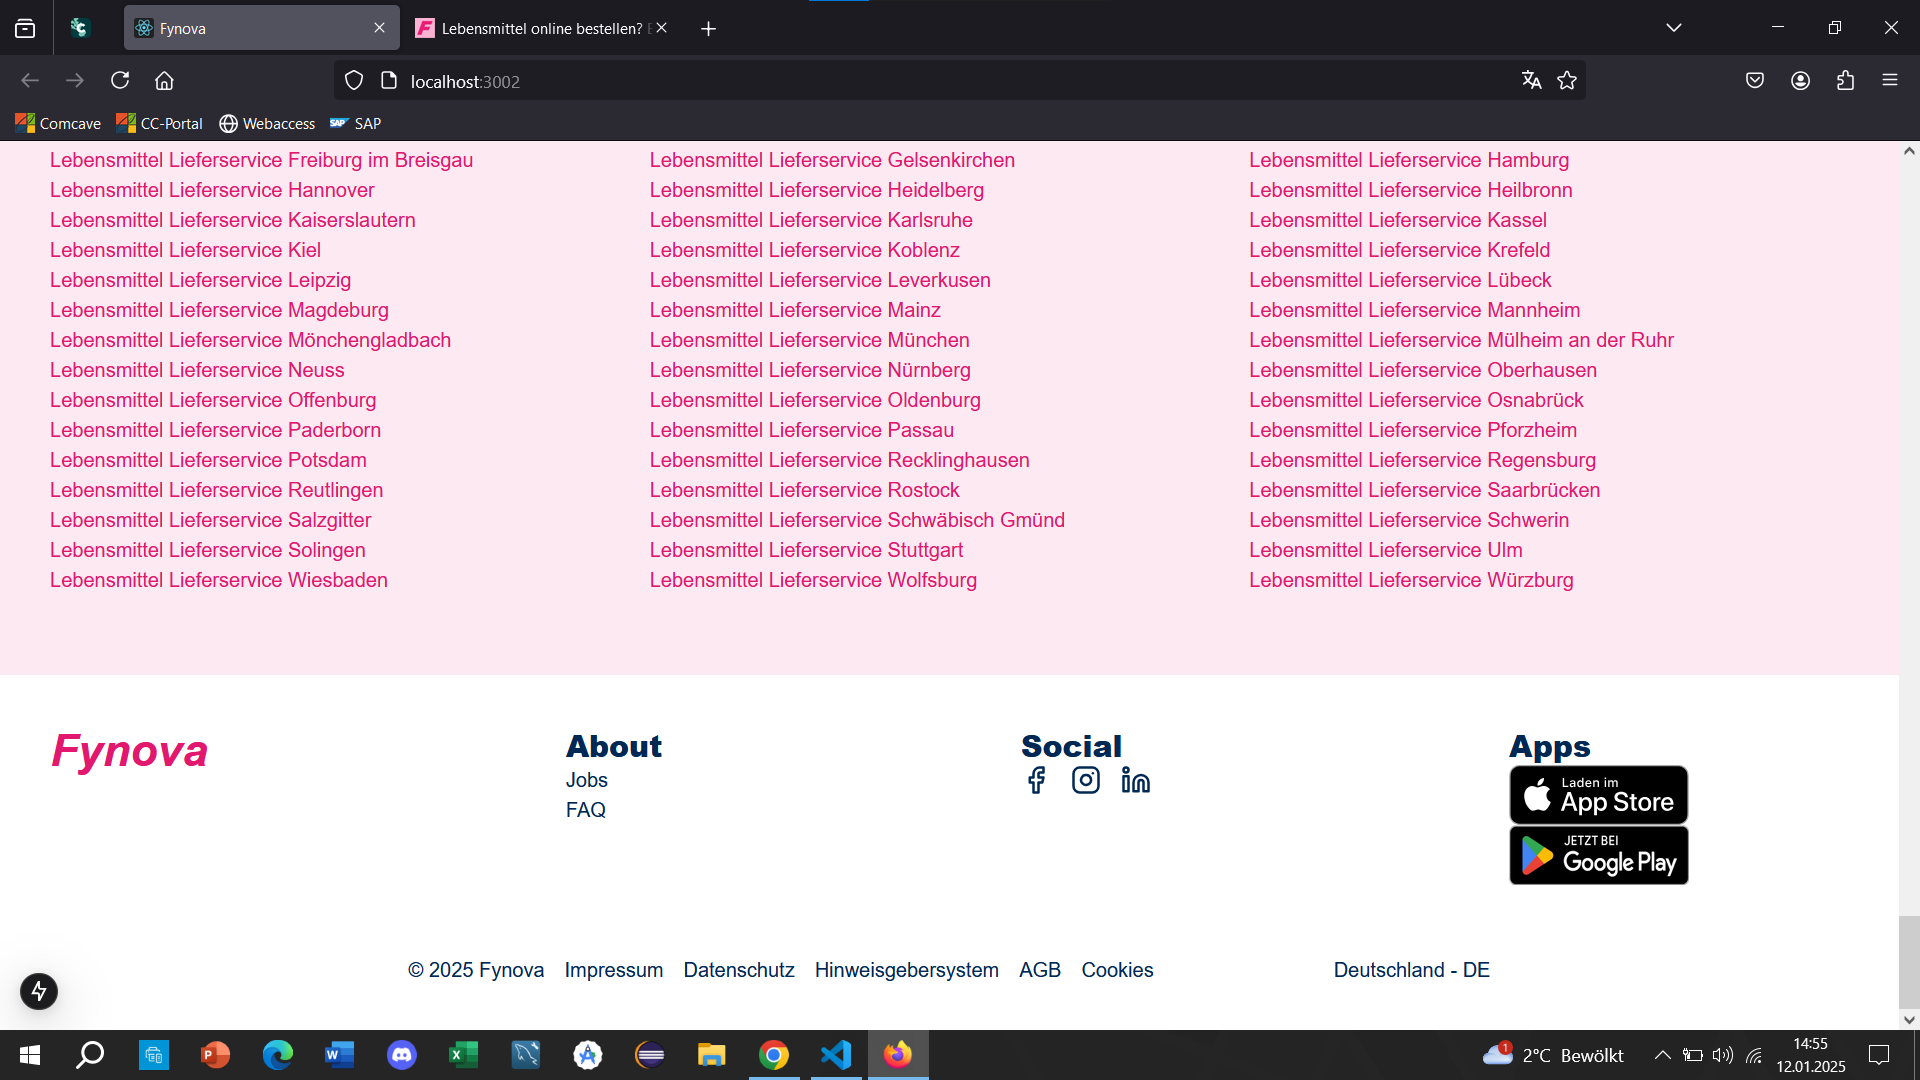 Fynova
Lebensmittel online bestellen?
localhost:3002
Comcave CC-Portal Webaccess SAP
Lebensmittel Lieferservice Freiburg im Breisgau Lebensmittel Lieferservice Gelsenkirchen Lebensmittel Lieferservice Hamburg
Lebensmittel Lieferservice Hannover Lebensmittel Lieferservice Heidelberg Lebensmittel Lieferservice Heilbronn
Lebensmittel Lieferservice Kaiserslautern Lebensmittel Lieferservice Karlsruhe Lebensmittel Lieferservice Kassel
Lebensmittel Lieferservice Kiel Lebensmittel Lieferservice Koblenz Lebensmittel Lieferservice Krefeld
Lebensmittel Lieferservice Leipzig Lebensmittel Lieferservice Leverkusen Lebensmittel Lieferservice Lübeck
Lebensmittel Lieferservice Magdeburg Lebensmittel Lieferservice Mainz Lebensmittel Lieferservice Mannheim
Lebensmittel Lieferservice Mönchengladbach Lebensmittel Lieferservice München Lebensmittel Lieferservice Mülheim an der Ruhr
Lebensmittel Lieferservice Neuss Lebensmittel Lieferservice Nürnberg Lebensmittel Lieferservice Oberhausen
Lebensmittel Lieferservice Offenburg Lebensmittel Lieferservice Oldenburg Lebensmittel Lieferservice Osnabrück
Lebensmittel Lieferservice Paderborn Lebensmittel Lieferservice Passau Lebensmittel Lieferservice Pforzheim
Lebensmittel Lieferservice Potsdam Lebensmittel Lieferservice Recklinghausen Lebensmittel Lieferservice Regensburg
Lebensmittel Lieferservice Reutlingen Lebensmittel Lieferservice Rostock Lebensmittel Lieferservice Saarbrücken
Lebensmittel Lieferservice Salzgitter Lebensmittel Lieferservice Schwäbisch Gmünd Lebensmittel Lieferservice Schwerin
Lebensmittel Lieferservice Solingen Lebensmittel Lieferservice Stuttgart Lebensmittel Lieferservice Ulm
Lebensmittel Lieferservice Wiesbaden Lebensmittel Lieferservice Wolfsburg Lebensmittel Lieferservice Würzburg
Fynova
About
Jobs
FAQ
Social
Apps
Laden im
App Store
JETZT BEI
Google Play
© 2025 Fynova Impressum Datenschutz Hinweisgebersystem AGB Cookies Deutschland - DE
1
2°C Bewölkt
14:55
12.01.2025